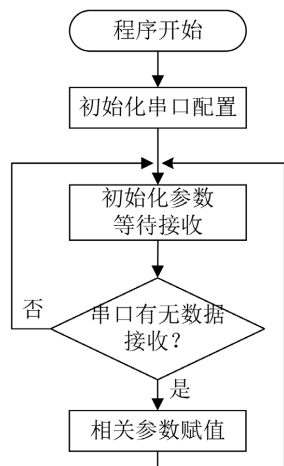 程序开始
初始化串口配置
初始化参数
等待接收
否
串口有无数据
接收？
是
相关参数赋值